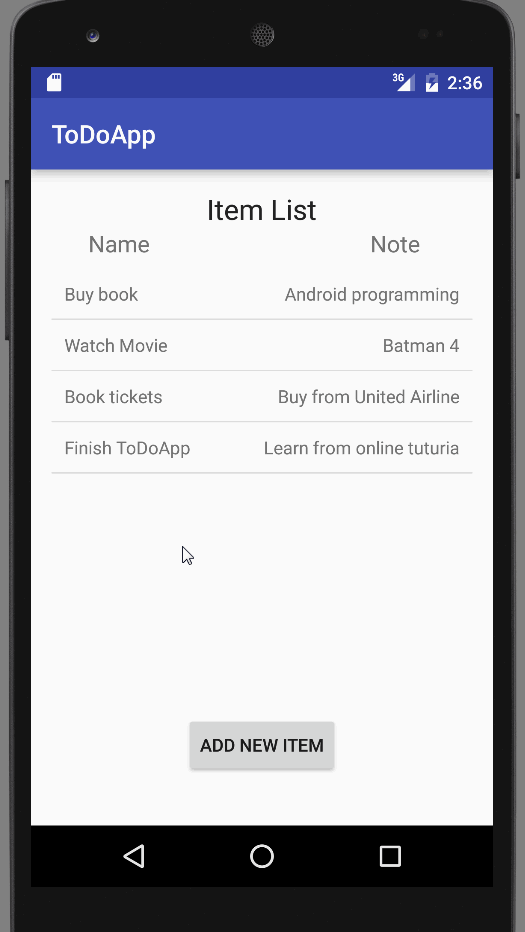 3G 2:36
ToDoApp
Item List
Name Note
Buy book Android programming
Watch Movie Batman 4
Book tickets Buy from United Airline
Finish ToDoApp Learn from online tuturia
ADD NEW ITEM